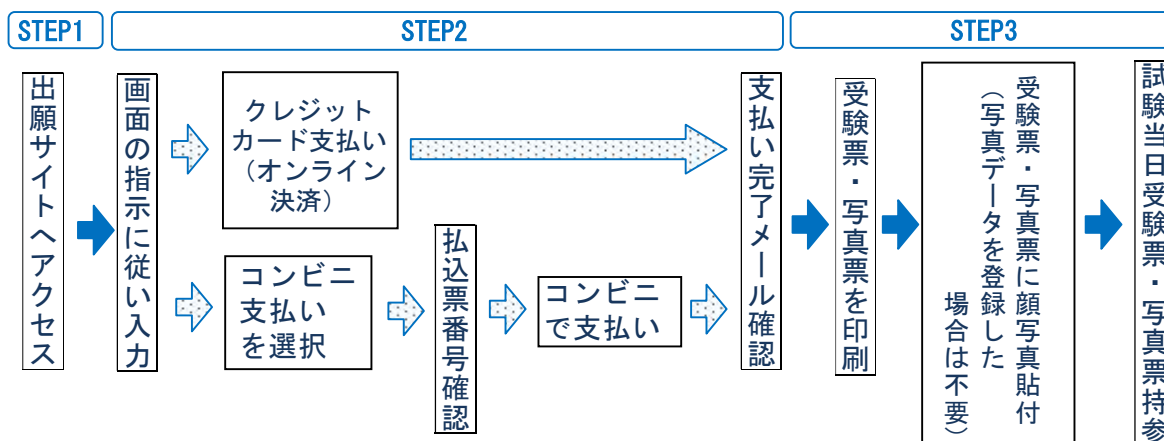 STEP1
STEP2
STEP3
出願サイトへアクセス
画面の指示に従い入力
クレジット
カード支払い
（オンライン
決済）
コンビニ
支払い
を選択
払込票番号確認
コンビニ
で支払い
支払い完了メール確認
受験票・写真票を印刷
受験票・写真票に顔写真貼付
（写真データを登録した
場合は不要）
試験当日受験票・写真票持参